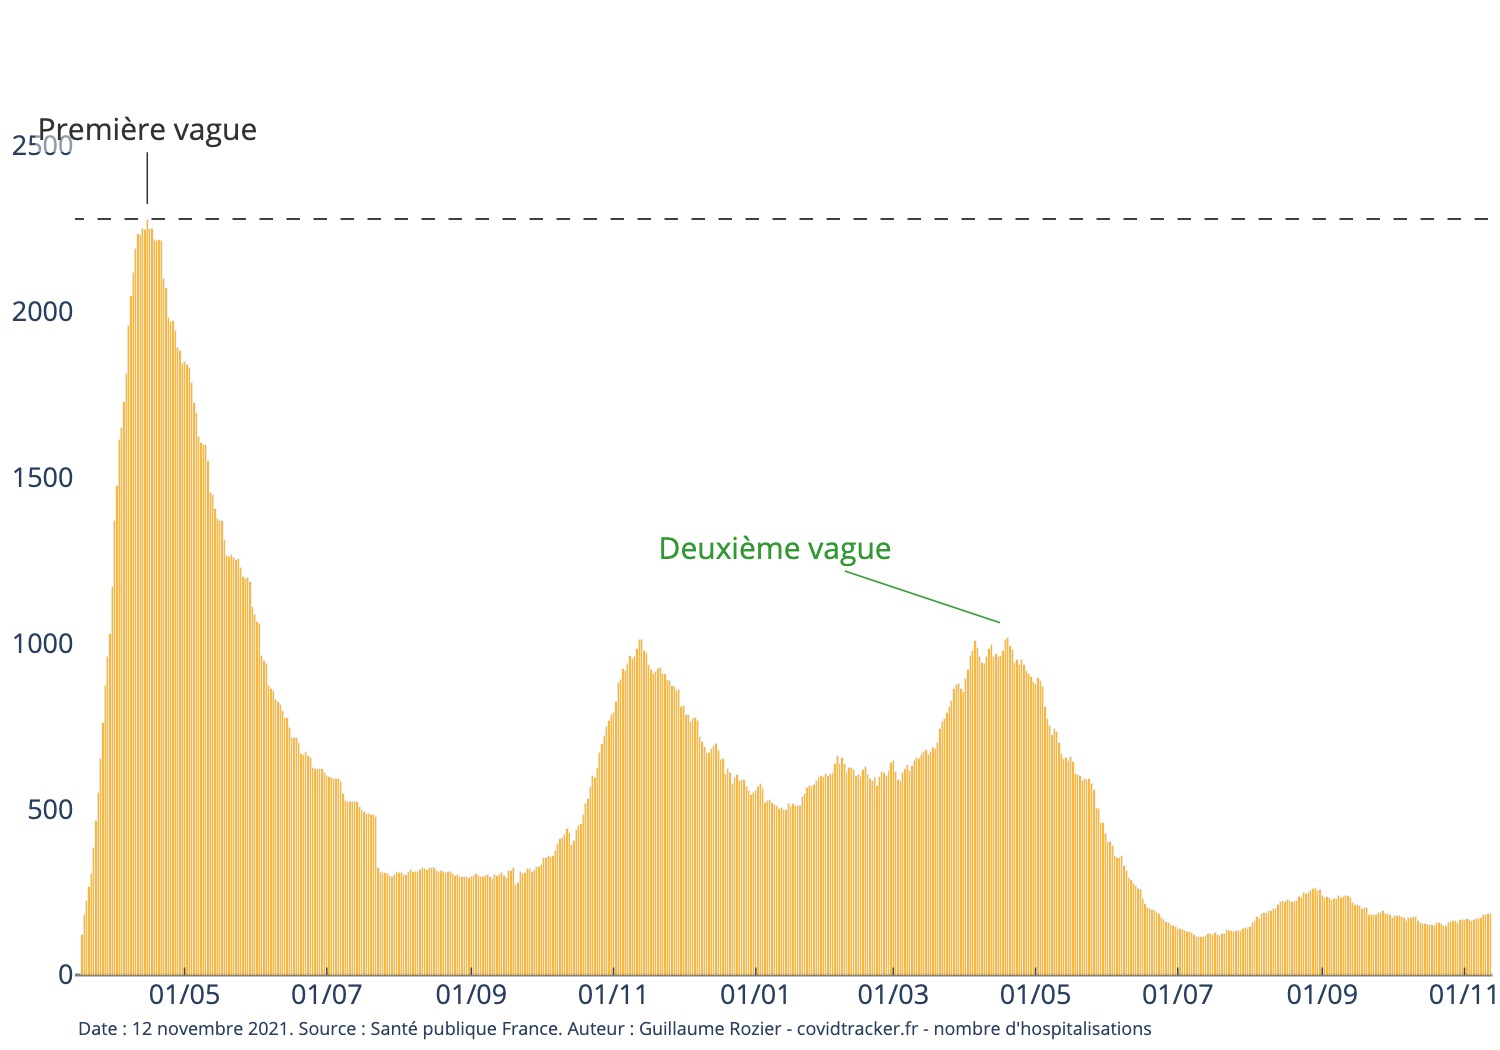 Première vague
2500
2000
1500
Deuxième vague
1000
500
0
01/05 01/07 01/09 01/11 01/01 01/03 01/05 01/07 01/09 01/11
Date : 12 novembre 2021. Source : Santé publique France. Auteur : Guillaume Rozier - covidtracker.fr - nombre d'hospitalisations